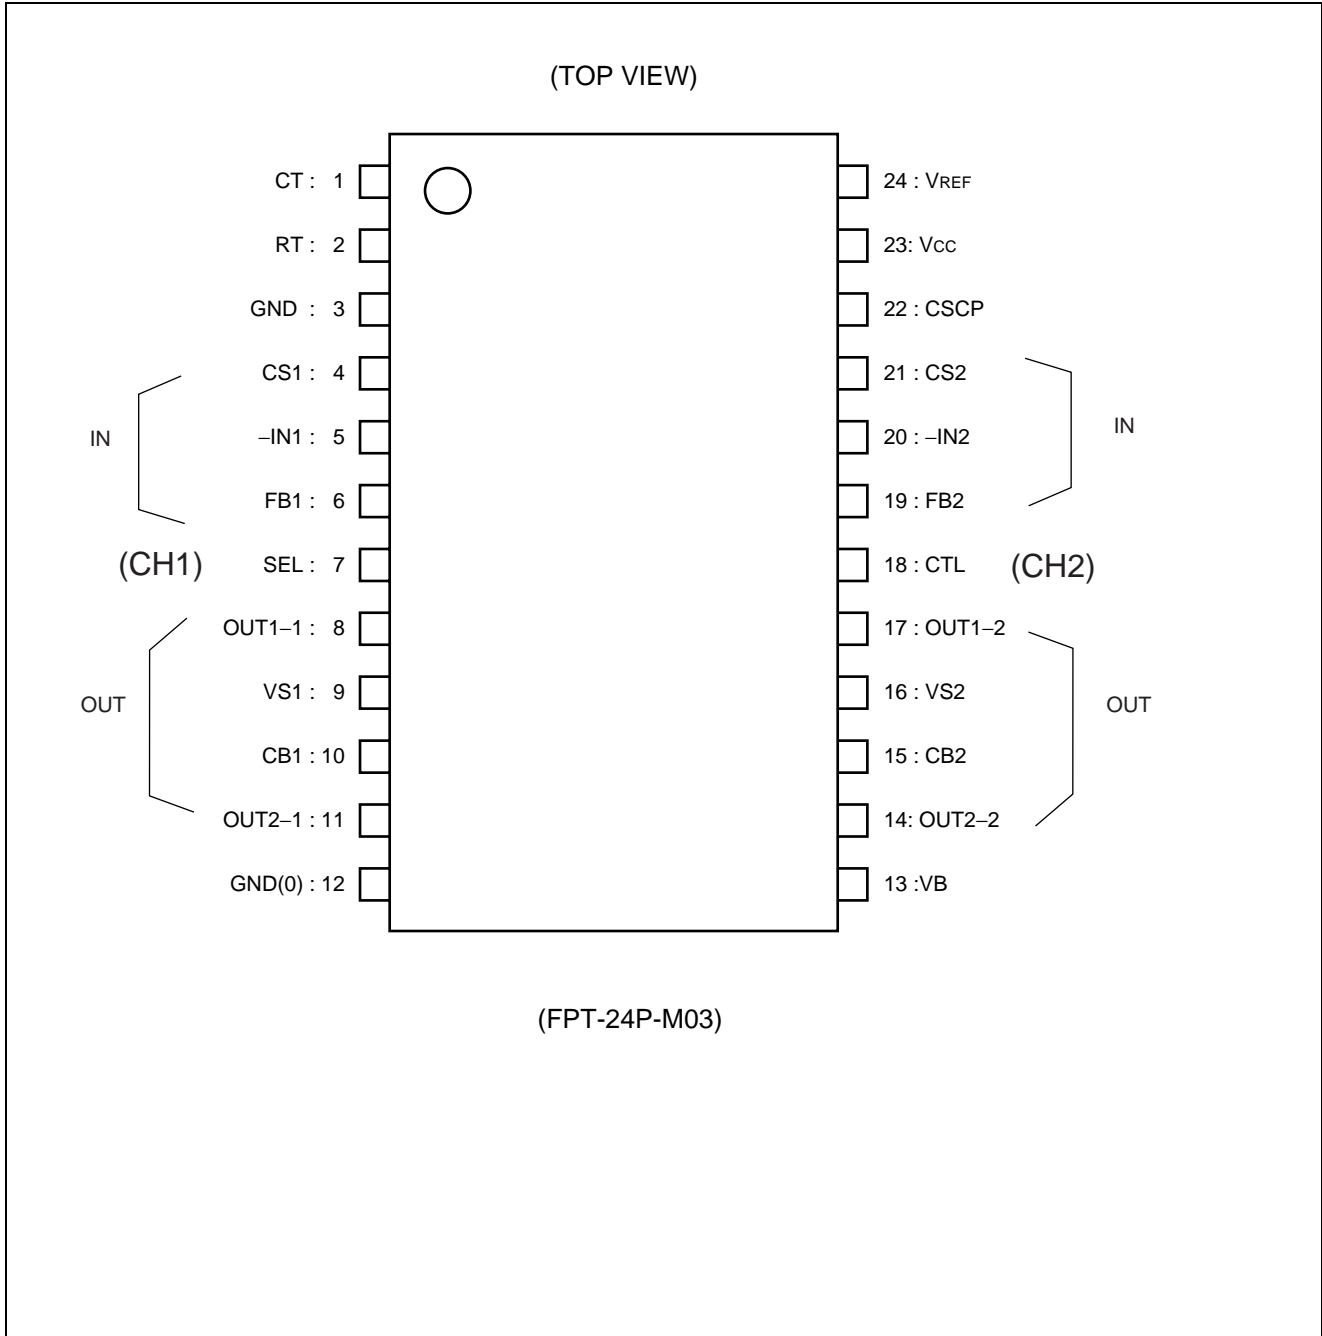 (TOP VIEW)
CT : 1
24 : VREF
RT : 2
23: VCC
GND : 3
22 : CSCP
CS1 : 4
21 : CS2
IN
–IN1 : 5
20 : –IN2
IN
FB1 : 6
19 : FB2
(CH1)
SEL : 7
18 : CTL
(CH2)
OUT1–1 : 8
17 : OUT1–2
OUT
VS1 : 9
16 : VS2
OUT
CB1 : 10
15 : CB2
OUT2–1 : 11
14: OUT2–2
GND(0) : 12
13 :VB
(FPT-24P-M03)